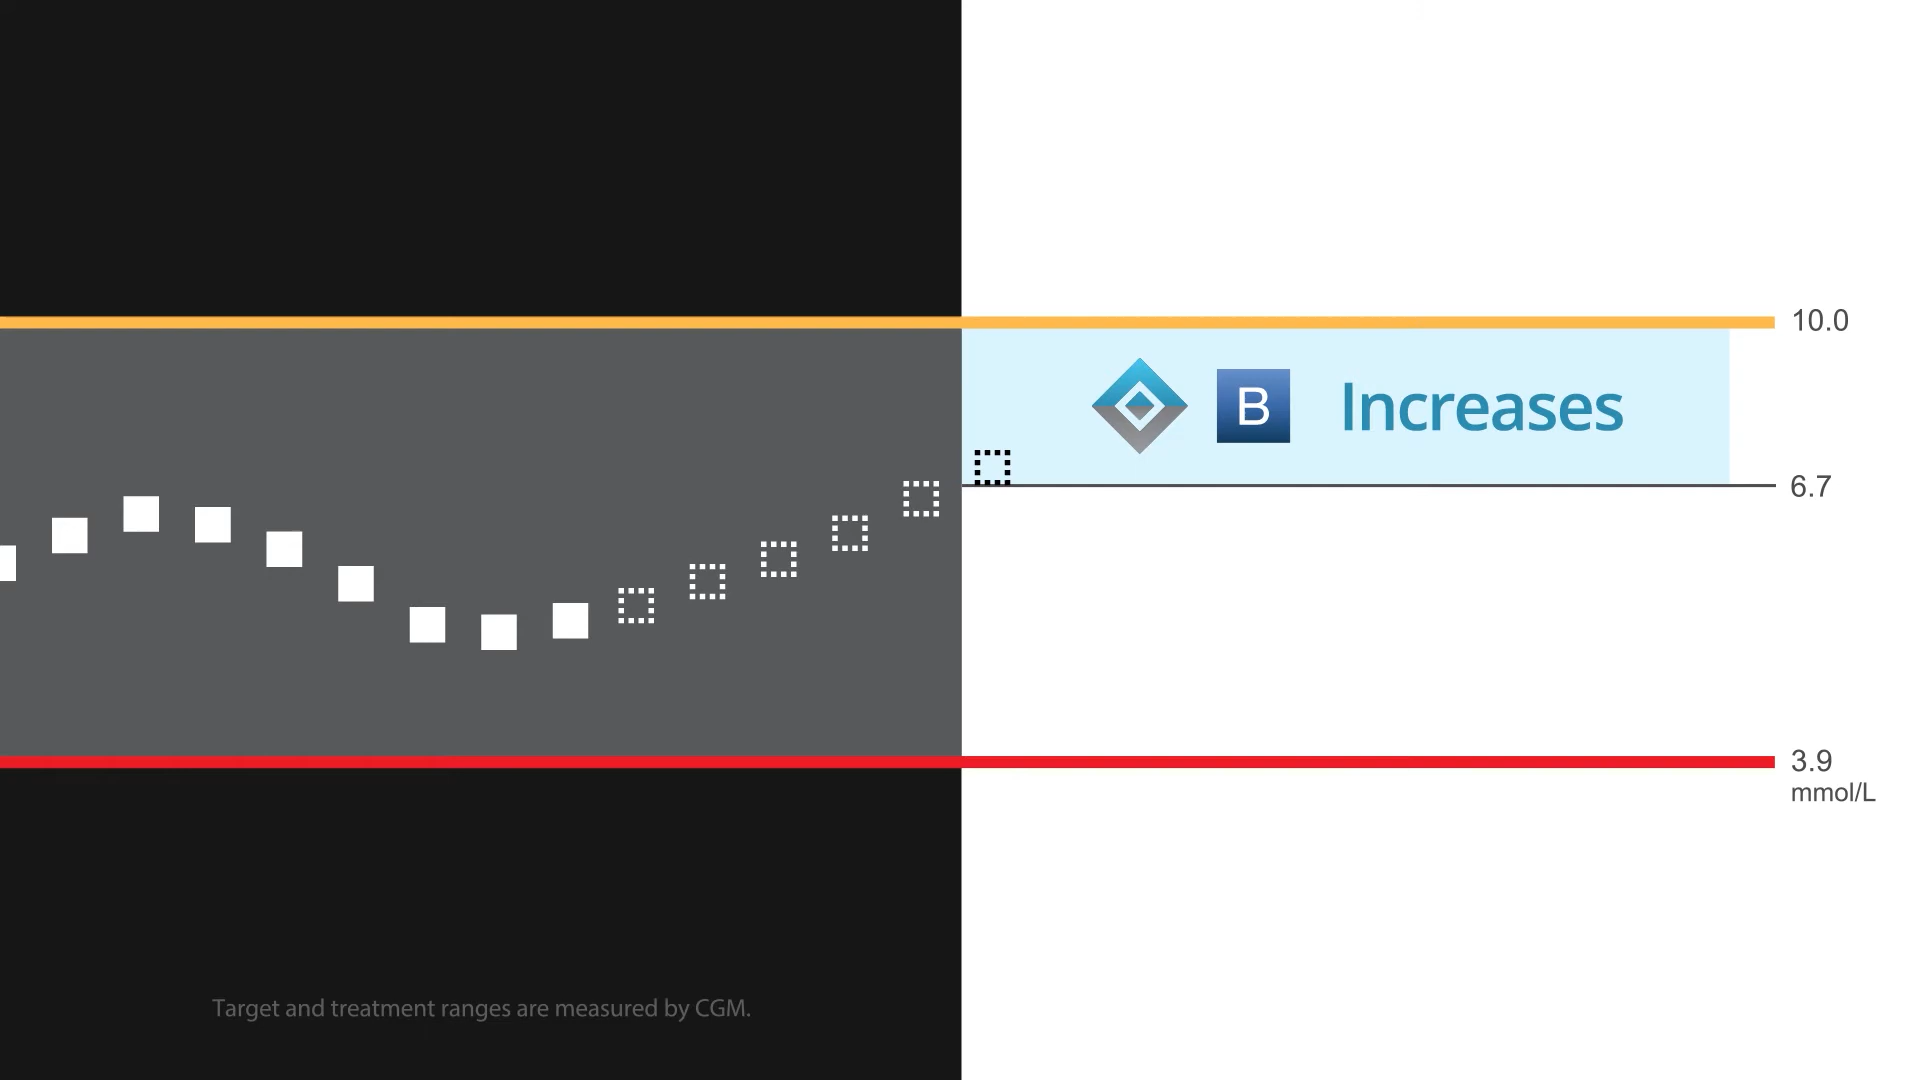 10.0
B Increases
6.7
3.9
mmol/L
Target and treatment ranges are measured by CGM.